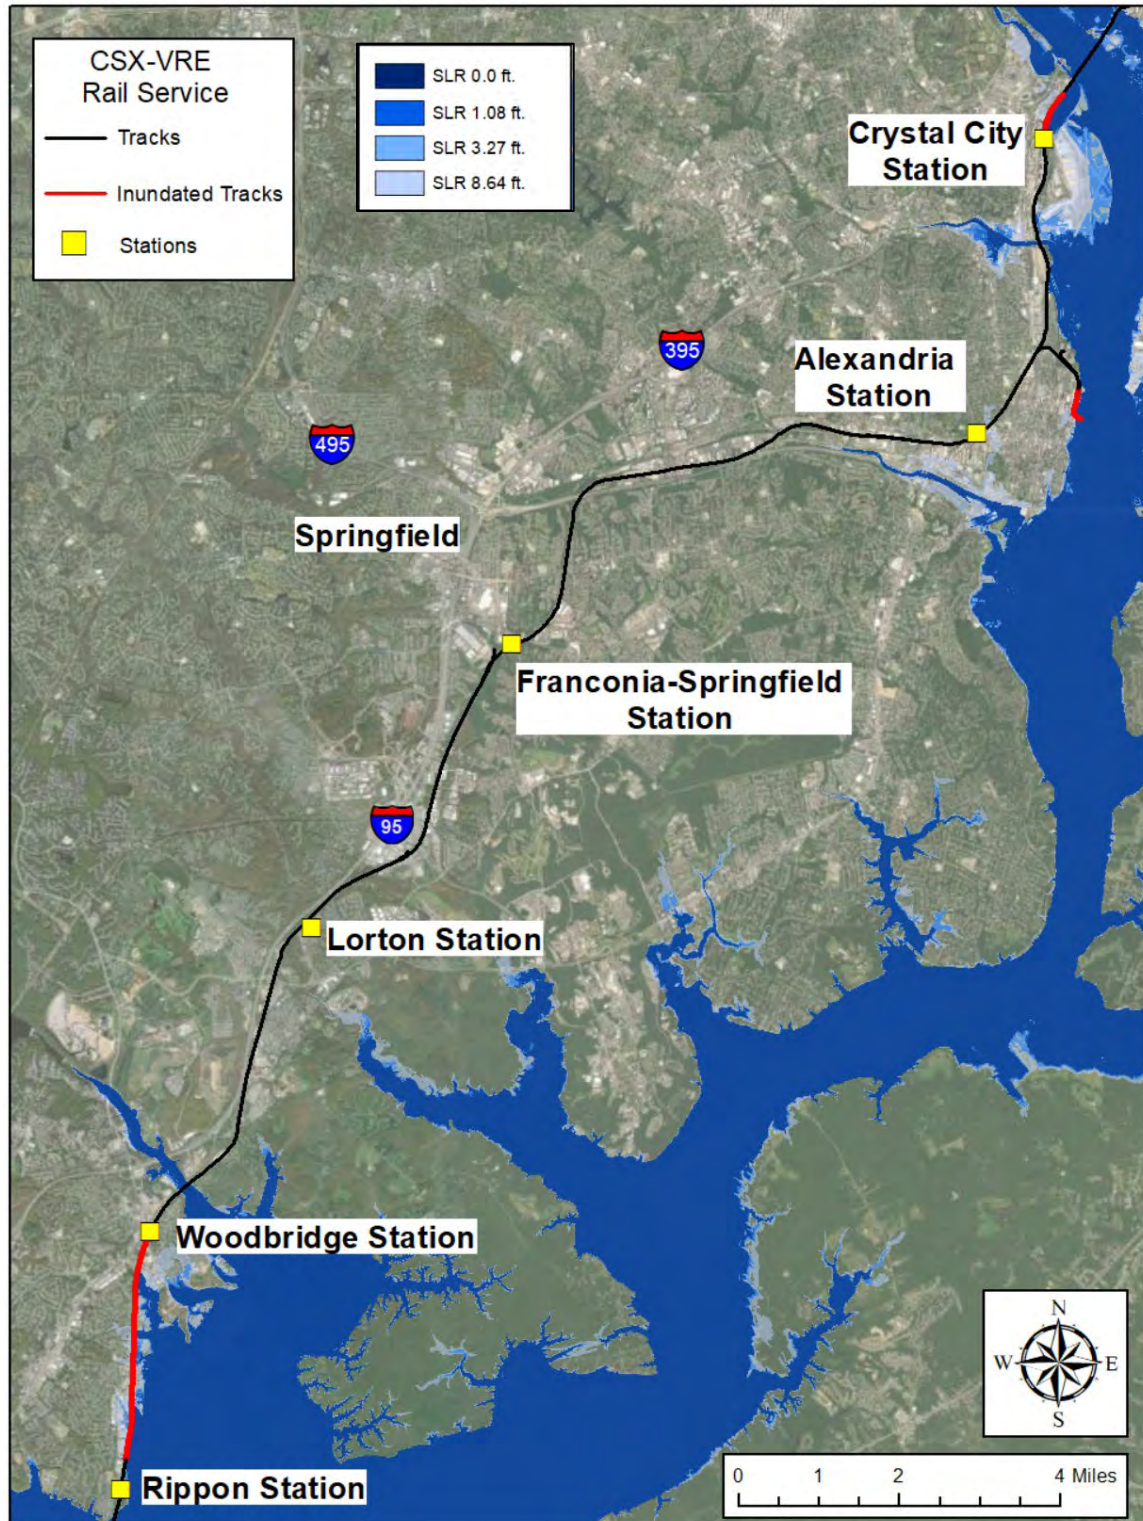 CSX-VRE
Rail Service
Tracks
Inundated Tracks
Stations
SLR 0.0 ft.
SLR 1.08 ft.
SLR 3.27 ft.
SLR 8.64 ft.
Crystal City
Station
395
Alexandria
Station
495
Springfield
Franconia-Springfield
Station
95
Lorton Station
Woodbridge Station
Rippon Station
N
W E
S
0 1 2 4 Miles